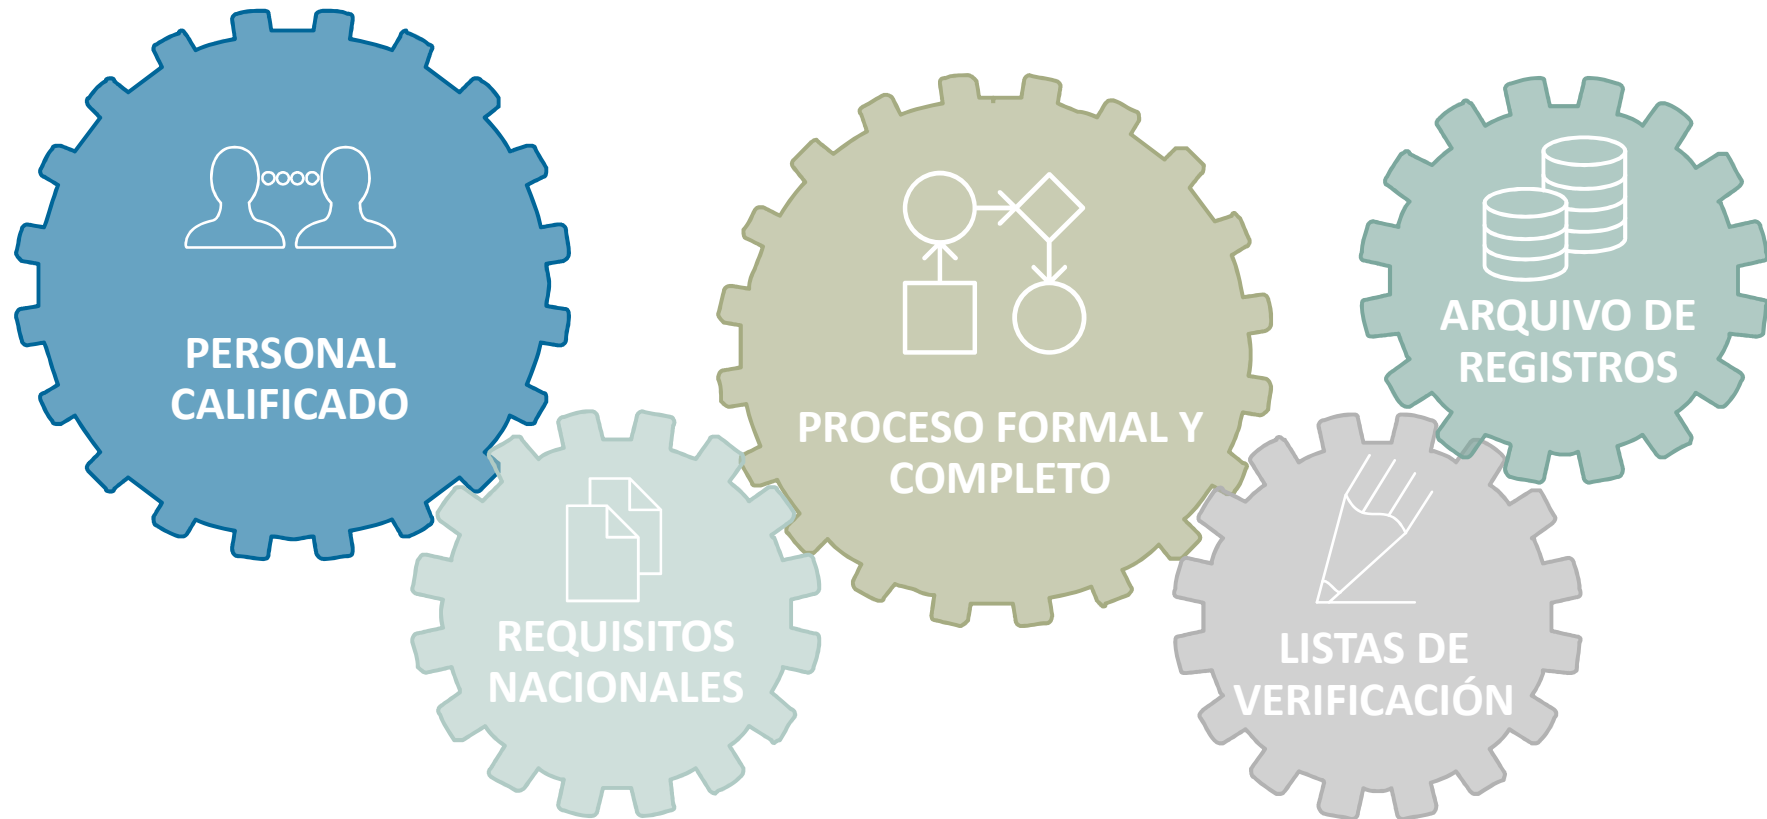 PERSONAL
CALIFICADO
REQUISITOS
NACIONALES
PROCESO FORMAL Y
COMPLETO
LISTAS DE
VERIFICACIÓN
ARQUIVO DE
REGISTROS